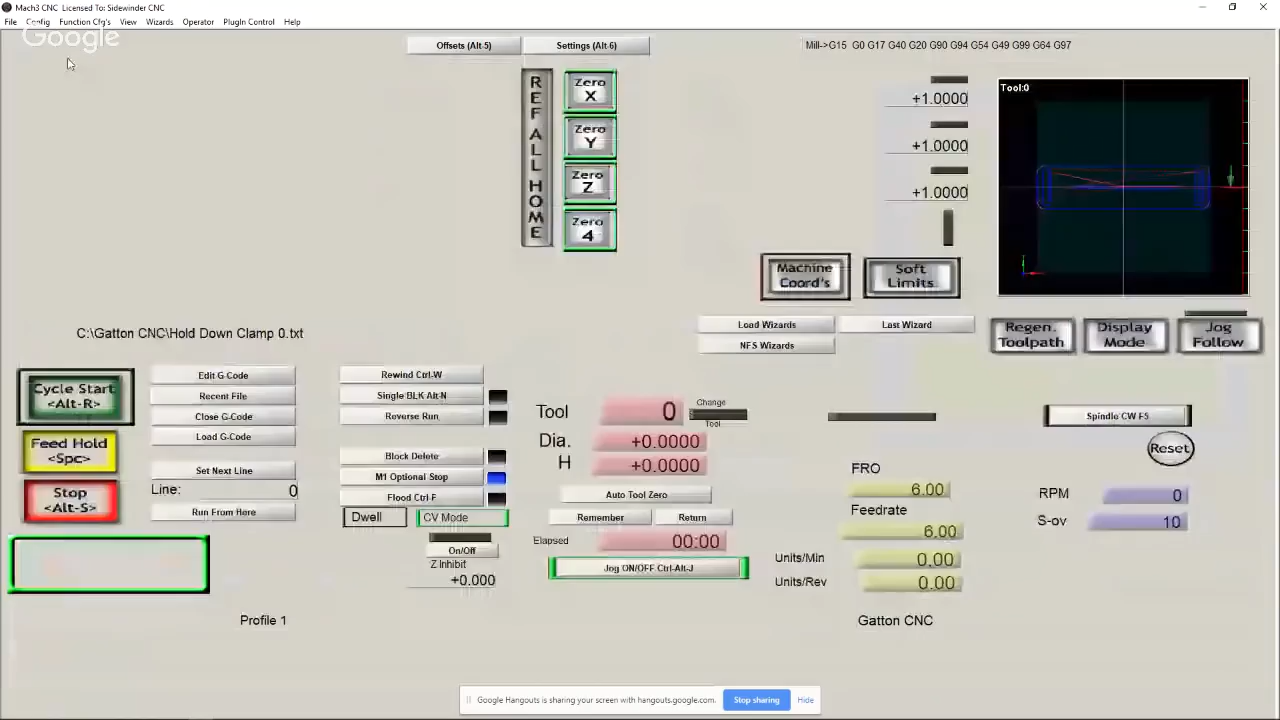 Mach3 CNC Licensed To: Sidewinder CNC
File Config Function Cfg's View Wizards Operator PlugIn Control Help
Google
Offsets (Alt-5)
Settings (Alt-6)
Mill->G15 G0 G17 G40 G20 G90 G94 G54 G49 G99 G64 G97
REF ALL HOME
Zero X
Zero Y
Zero Z
Zero 4
+1.0000
+1.0000
+1.0000
Tool:0
Machine Coord's
Soft Limits
Load Wizards
Last Wizard
NFS Wizards
Regen. Toolpath
Display Mode
Jog Follow
C:\Gatton CNC\Hold Down Clamp 0.txt
Cycle Start <Alt-R>
Feed Hold <Spc>
Stop <Alt-S>
Edit G-Code
Recent File
Close G-Code
Load G-Code
Set Next Line
Line: 0
Run From Here
Rewind Ctrl-W
Single BLK Alt-N
Reverse Run
Block Delete
M1 Optional Stop
Flood Ctrl-F
Dwell
CV Mode
On/Off
Z Inhibit
+0.000
Tool 0
Change Tool
Dia. +0.0000
H +0.0000
Auto Tool Zero
Remember
Return
Elapsed 00:00
Jog ON/OFF Ctrl-Alt-J
FRO
6.00
Feedrate
6.00
Units/Min 0.00
Units/Rev 0.00
Spindle CW F5
Reset
RPM 0
S-ov 10
Profile 1
Gatton CNC
Google Hangouts is sharing your screen with hangouts.google.com.
Stop sharing
Hide